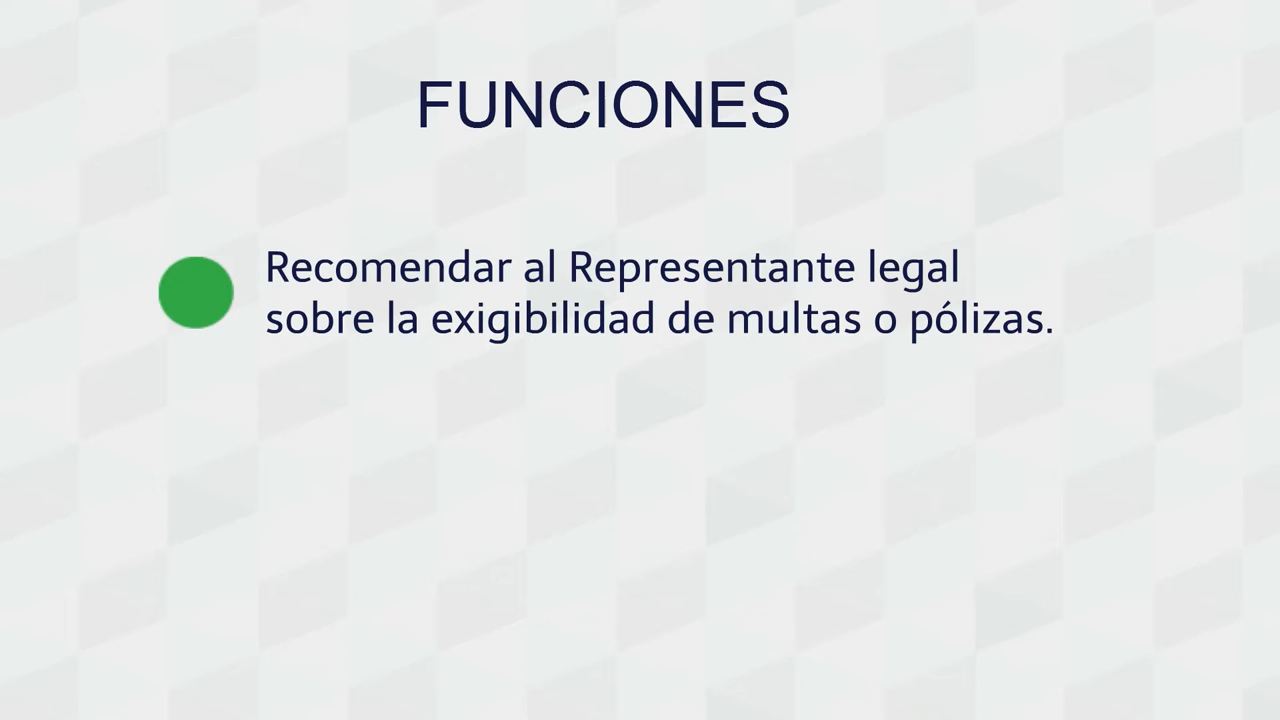 FUNCIONES
Recomendar al Representante legal
sobre la exigibilidad de multas o pólizas.